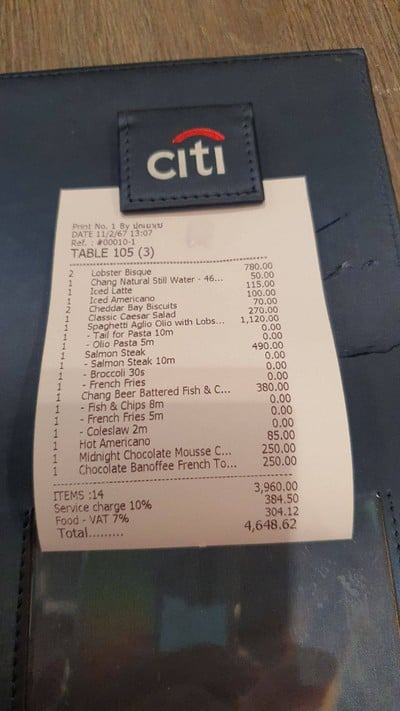 citi
Print No. 1 By
DATE 11/2/67 13:07
Ref. : #00010-1
TABLE 105 (3)
2 Lobster Bisque 780.00
1 Chang Natural Still Water - 46... 50.00
1 Iced Latte 115.00
1 Iced Americano 100.00
2 Cheddar Bay Biscuits 70.00
1 Classic Caesar Salad 270.00
1 Spaghetti Aglio Olio with Lobs... 1,120.00
1 - Tail for Pasta 10m 0.00
1 - Olio Pasta 5m 0.00
1 Salmon Steak 490.00
1 - Salmon Steak 10m 0.00
1 - Broccoli 30s 0.00
1 - French Fries 0.00
1 Chang Beer Battered Fish & C... 380.00
1 - Fish & Chips 8m 0.00
1 - French Fries 5m 0.00
1 - Coleslaw 2m 0.00
1 Hot Americano 85.00
1 Midnight Chocolate Mousse C... 250.00
1 Chocolate Banoffee French To... 250.00
ITEMS :14 3,960.00
Service charge 10% 384.50
Food - VAT 7% 304.12
Total......... 4,648.62